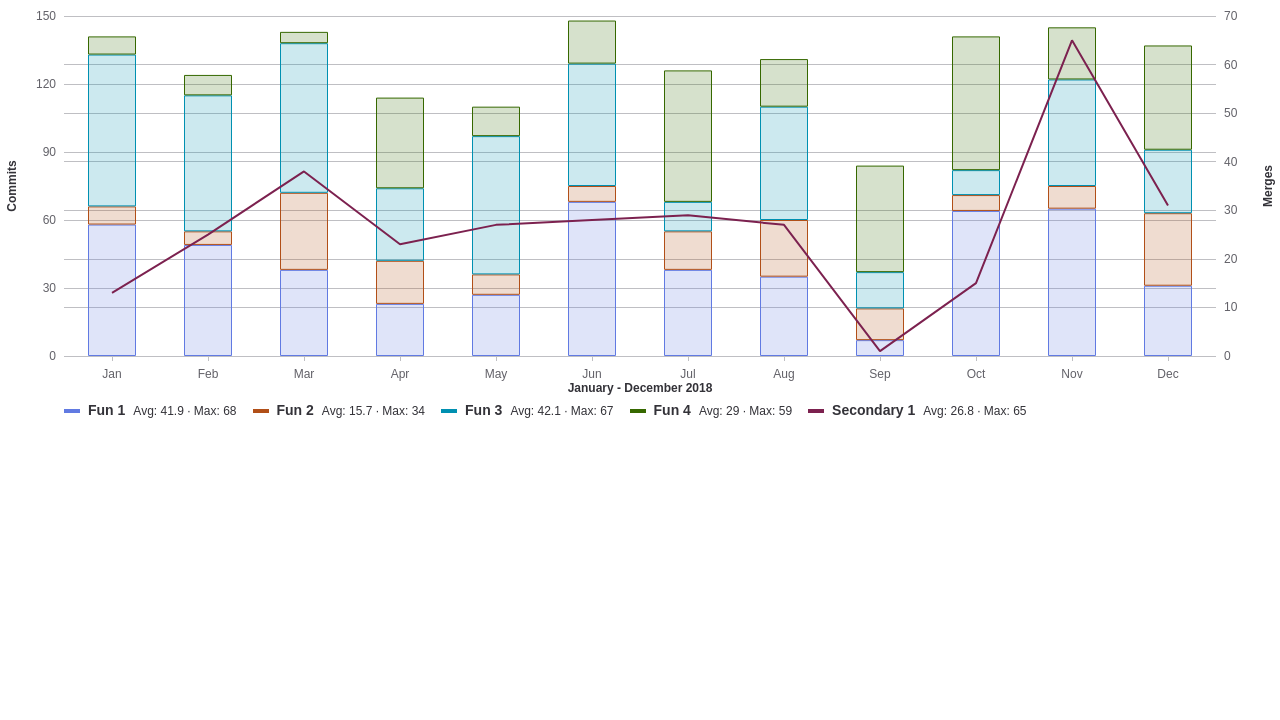 150
120
90
60
30
0
Commits
70
60
50
40
30
20
10
0
Merges
Jan Feb Mar Apr May Jun Jul Aug Sep Oct Nov Dec
January - December 2018
Fun 1 Avg: 41.9 · Max: 68 Fun 2 Avg: 15.7 · Max: 34 Fun 3 Avg: 42.1 · Max: 67 Fun 4 Avg: 29 · Max: 59 Secondary 1 Avg: 26.8 · Max: 65